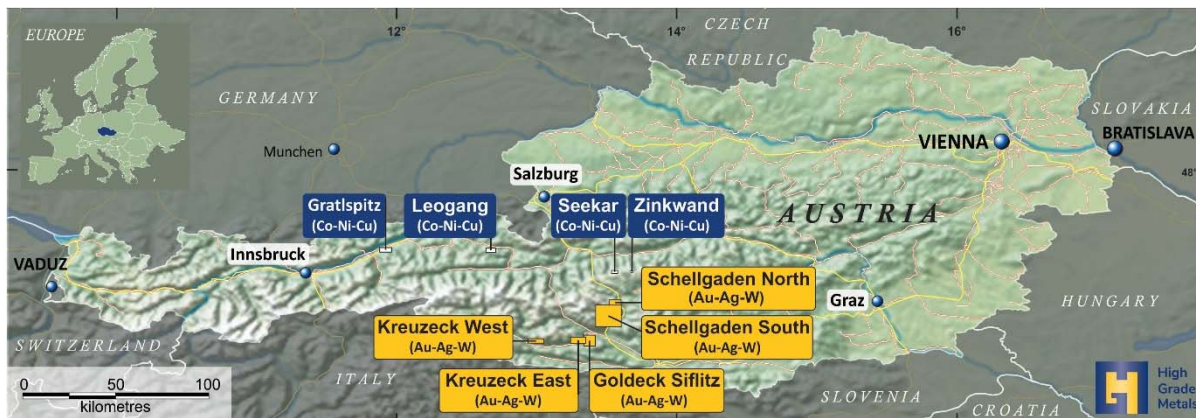 EUROPE
12°
14°
16°
CZECH
REPUBLIC
GERMANY
SLOVAKIA
Munchen
VIENNA
BRATISLAVA
48°
Salzburg
Gratlspitz
(Co-Ni-Cu)
Leogang
(Co-Ni-Cu)
Seekar
(Co-Ni-Cu)
Zinkwand
(Co-Ni-Cu)
AUSTRIA
Innsbruck
VADUZ
Schellgaden North
(Au-Ag-W)
Graz
HUNGARY
Kreuzeck West
(Au-Ag-W)
Schellgaden South
(Au-Ag-W)
SWITZERLAND
ITALY
Kreuzeck East
(Au-Ag-W)
Goldeck Siflitz
(Au-Ag-W)
SLOVENIA
CROATIA
0 50 100
kilometres
High
Grade
Metals